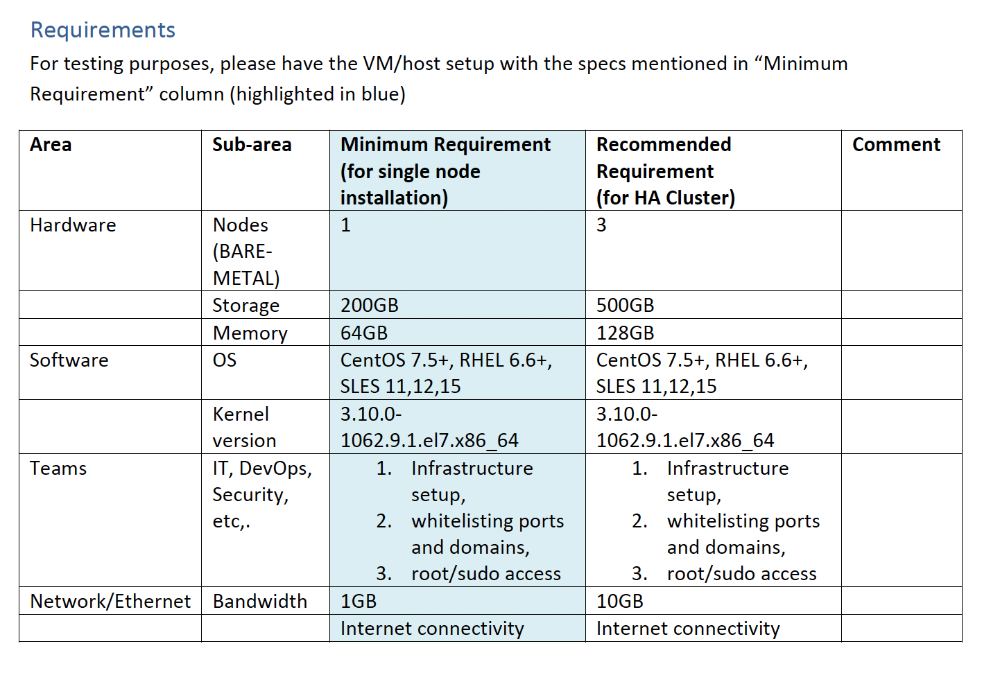 Requirements
For testing purposes, please have the VM/host setup with the specs mentioned in “Minimum
Requirement” column (highlighted in blue)
Area
Sub-area
Minimum Requirement
(for single node
installation)
Recommended
Requirement
(for HA Cluster)
Comment
Hardware
Nodes
(BARE-
METAL)
1
3
Storage
200GB
500GB
Memory
64GB
128GB
Software
OS
CentOS 7.5+, RHEL 6.6+,
SLES 11,12,15
CentOS 7.5+, RHEL 6.6+,
SLES 11,12,15
Kernel
version
3.10.0-
1062.9.1.el7.x86_64
3.10.0-
1062.9.1.el7.x86_64
Teams
IT, DevOps,
Security,
etc,.
1. Infrastructure
setup,
2. whitelisting ports
and domains,
3. root/sudo access
1. Infrastructure
setup,
2. whitelisting ports
and domains,
3. root/sudo access
Network/Ethernet
Bandwidth
1GB
10GB
Internet connectivity
Internet connectivity